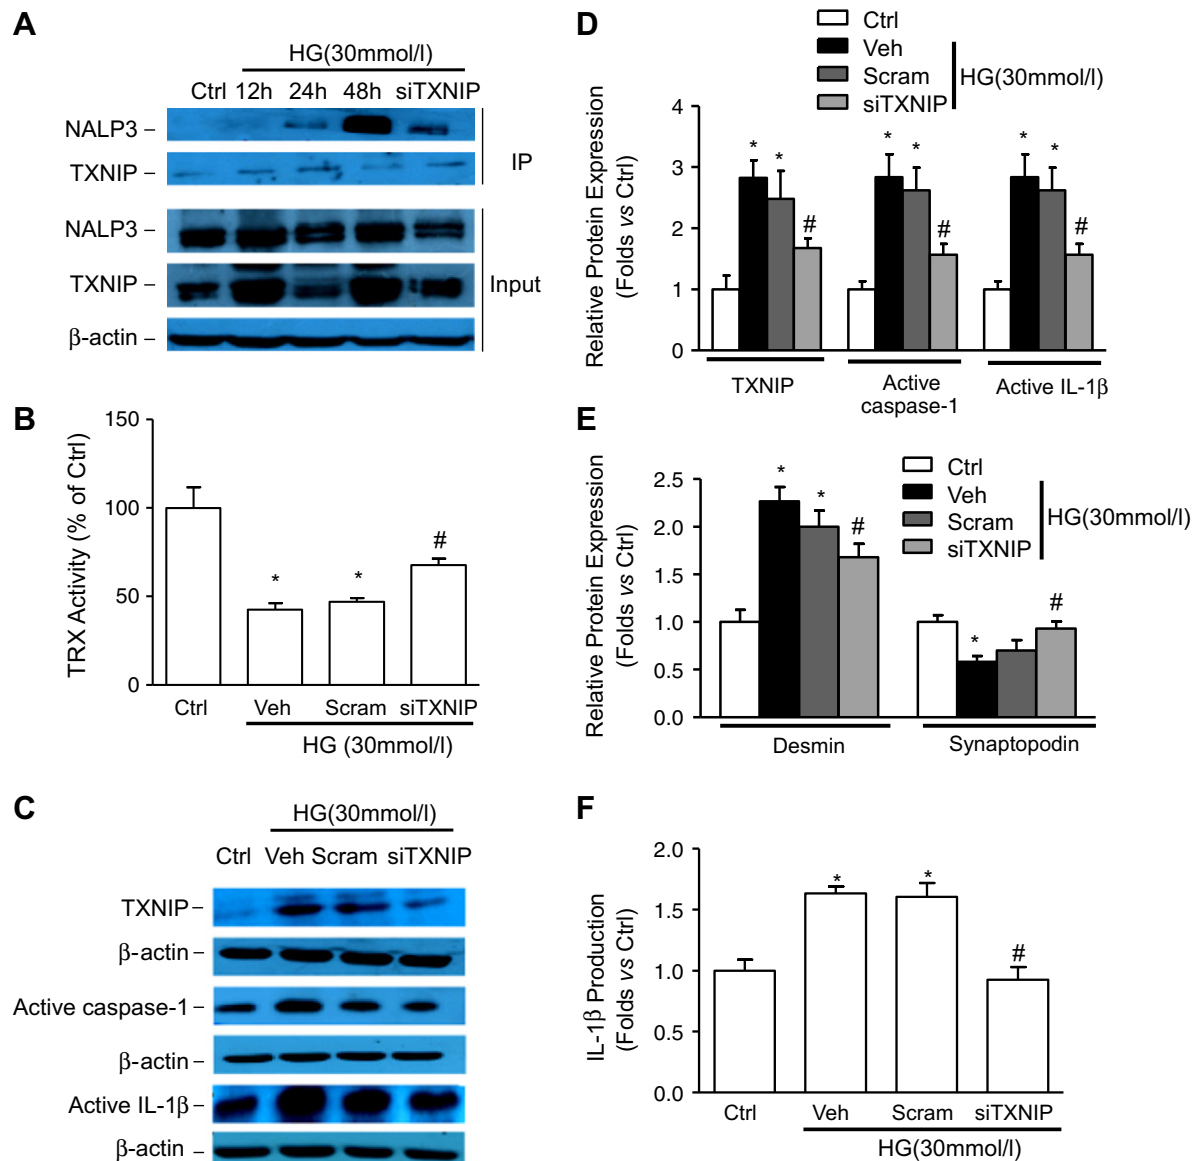 A
HG(30mmol/l)
Ctrl 12h 24h 48h siTXNIP
NALP3 –
TXNIP –
IP
NALP3
TXNIP
Input
β-actin –
B
TRX Activity (% of Ctrl)
150
100
50
0
*
*
#
Ctrl Veh Scram siTXNIP
HG (30mmol/l)
C
HG(30mmol/l)
Ctrl Veh Scram siTXNIP
TXNIP –
β-actin –
Active caspase-1 –
β-actin –
Active IL-1β –
β-actin –
D
Ctrl
Veh
Scram
siTXNIP
HG(30mmol/l)
Relative Protein Expression
(Folds vs Ctrl)
4
3
2
1
0
* * # * * # * * #
TXNIP
Active
caspase-1
Active IL-1β
E
Ctrl
Veh
Scram
siTXNIP
HG(30mmol/l)
Relative Protein Expression
(Folds vs Ctrl)
2.5
2.0
1.5
1.0
0.5
0.0
* * # * #
Desmin Synaptopodin
F
IL-1β Production
(Folds vs Ctrl)
2.0
1.5
1.0
0.5
0.0
* * #
Ctrl Veh Scram siTXNIP
HG(30mmol/l)